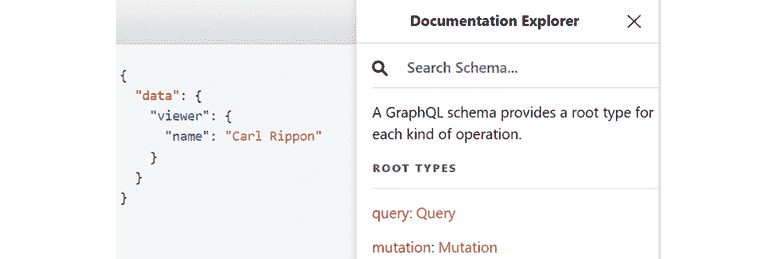 {
"data": {
"viewer": {
"name": "Carl Rippon"
}
}
}
Documentation Explorer
Search Schema...
A GraphQL schema provides a root type for
each kind of operation.
ROOT TYPES
query: Query
mutation: Mutation